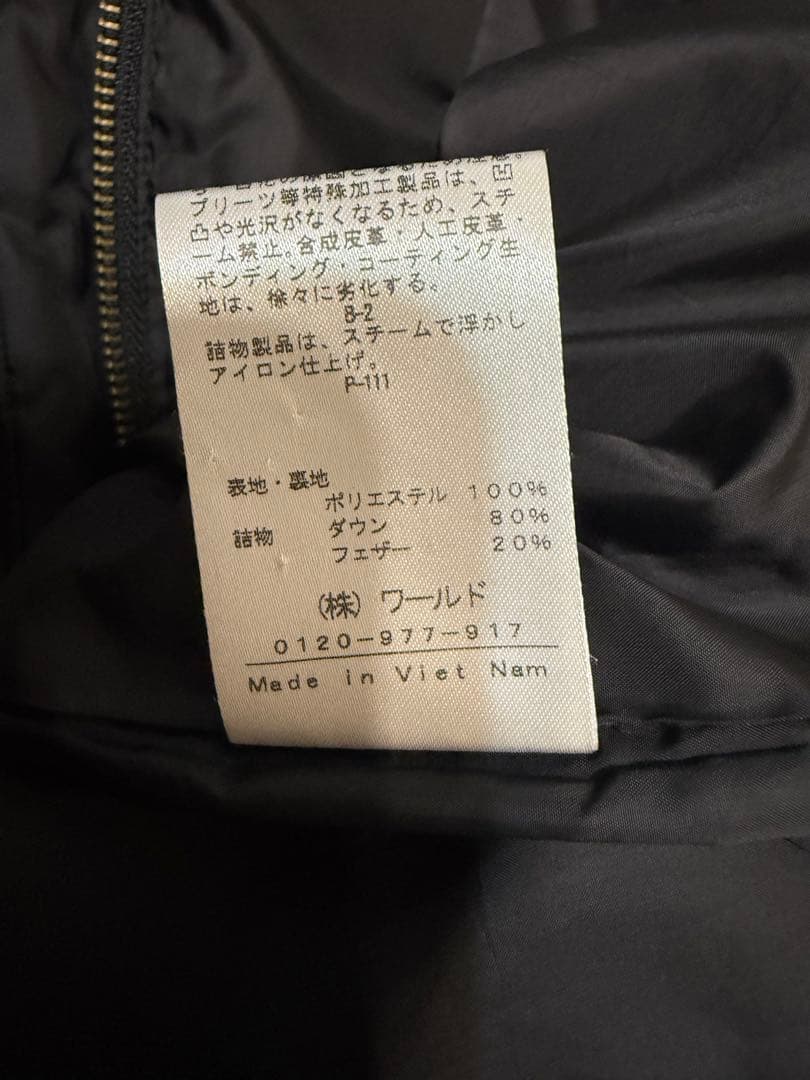 プリーツ等特殊加工製品は、凹
凸や光沢がなくなるため、スチ
ーム禁止。合成皮革・人工皮革・
ボンディング・コーティング生
地は、徐々に劣化する。
B-2
詰物製品は、スチームで浮かし
アイロン仕上げ。
P-111
表地・裏地
ポリエステル 100%
詰物 ダウン 80%
フェザー 20%
(株) ワールド
0120-977-917
Made in Viet Nam